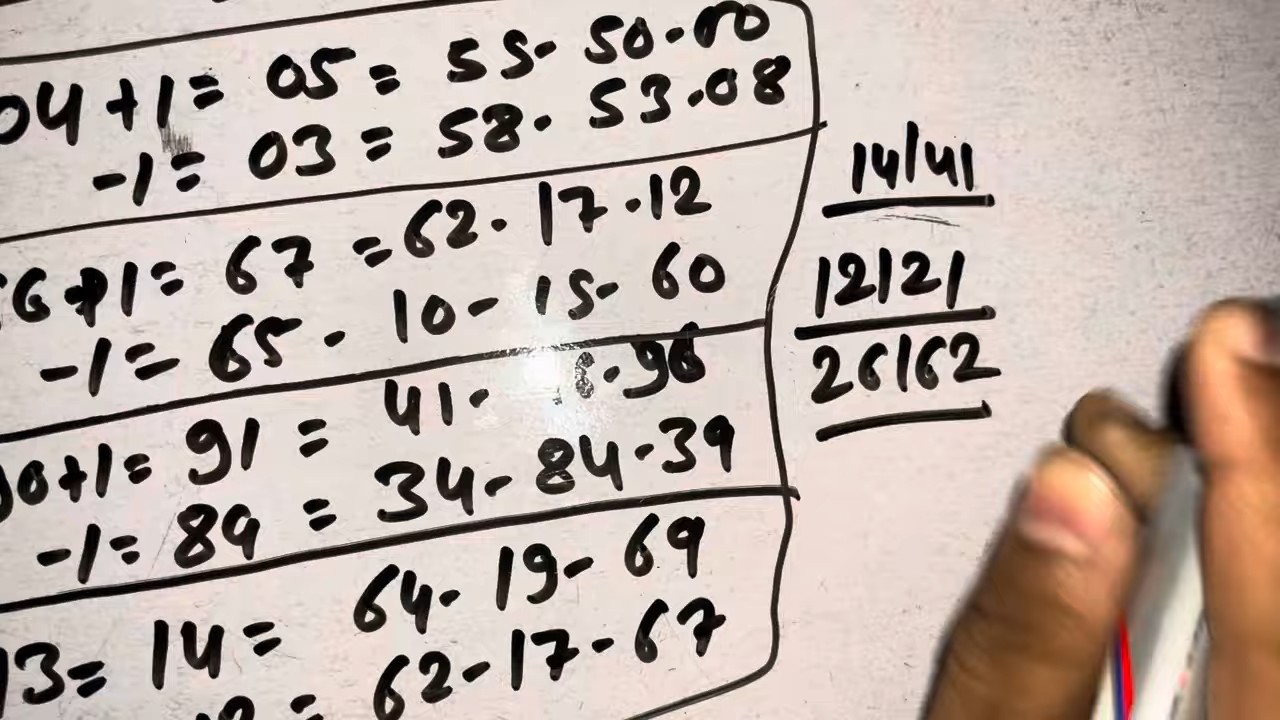 04 +1 = 05 = 55- 50.00
-1 = 03 = 58. 53.08
6+1= 67 =62. 17.12
-1 = 65 - 10- 15- 60
90+1= 91 = 41- .96
-1= 89 = 34- 84-39
13= 14 = 64- 19- 69
= 62-17-67
14/41
12/21
26/62